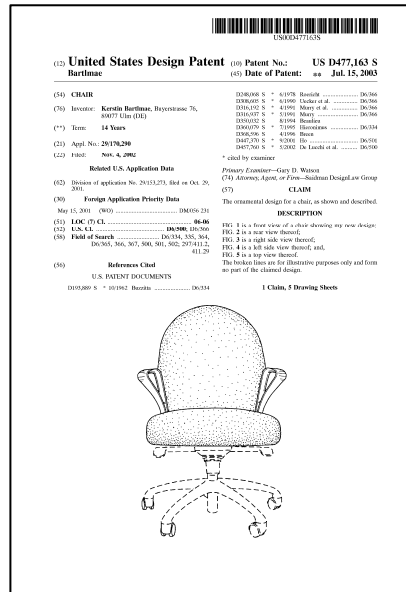 US00D477163S
(12) United States Design Patent
Bartlmae
(10) Patent No.: US D477,163 S
(45) Date of Patent: ** Jul. 15, 2003
(54) CHAIR
(76) Inventor: Kerstin Bartlmae, Bayerstrasse 76,
89077 Ulm (DE)
(**) Term: 14 Years
(21) Appl. No.: 29/170,290
(22) Filed: Nov. 4, 2002
Related U.S. Application Data
(62) Division of application No. 29/153,273, filed on Oct. 29,
2001.
(30) Foreign Application Priority Data
May 15, 2001 (WO) ........................ DM/056 231
(51) LOC (7) Cl. ........................ 06-06
(52) U.S. Cl. ........................ D6/500; D6/366
(58) Field of Search ........................ D6/334, 335, 364,
D6/365, 366, 367, 500, 501, 502; 297/411.2,
411.29
(56) References Cited
U.S. PATENT DOCUMENTS
D193,889 S * 10/1962 Buzzitta ........................ D6/334
D248,068 S * 6/1978 Roericht ........................ D6/366
D308,605 S * 6/1990 Uecker et al. ........................ D6/366
D316,192 S * 4/1991 Murry et al. ........................ D6/366
D316,937 S * 5/1991 Murry ........................ D6/366
D350,032 S 8/1994 Beaulieu
D360,079 S * 7/1995 Hieronimus ........................ D6/334
D368,596 S * 4/1996 Breen
D447,370 S * 9/2001 Ho ........................ D6/501
D457,760 S * 5/2002 De Lucchi et al. ........................ D6/500
* cited by examiner
Primary Examiner—Gary D. Watson
(74) Attorney, Agent, or Firm—Saidman DesignLaw Group
(57) CLAIM
The ornamental design for a chair, as shown and described.
DESCRIPTION
FIG. 1 is a front view of a chair showing my new design;
FIG. 2 is a rear view thereof;
FIG. 3 is a right side view thereof;
FIG. 4 is a left side view thereof; and,
FIG. 5 is a top view thereof.
The broken lines are for illustrative purposes only and form
no part of the claimed design.
1 Claim, 5 Drawing Sheets